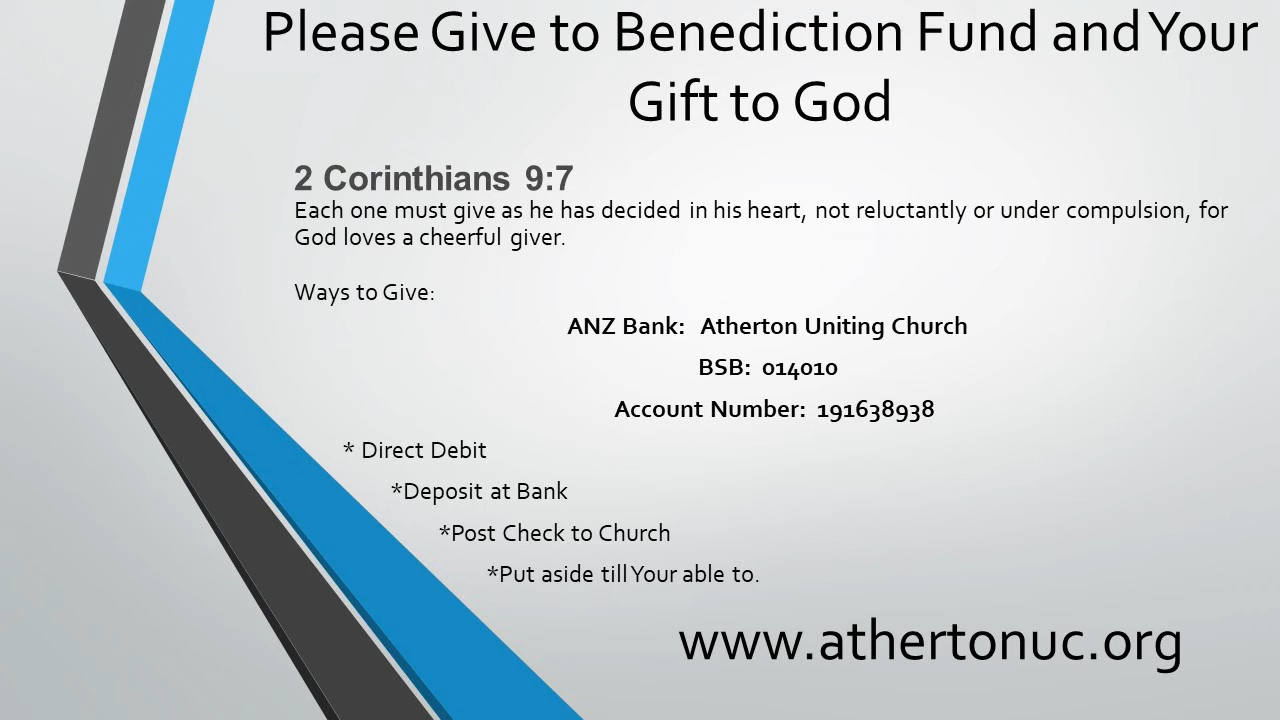 Please Give to Benediction Fund and Your
Gift to God
2 Corinthians 9:7
Each one must give as he has decided in his heart, not reluctantly or under compulsion, for
God loves a cheerful giver.
Ways to Give:
ANZ Bank: Atherton Uniting Church
BSB: 014010
Account Number: 191638938
* Direct Debit
*Deposit at Bank
*Post Check to Church
*Put aside till Your able to.
www.athertonuc.org